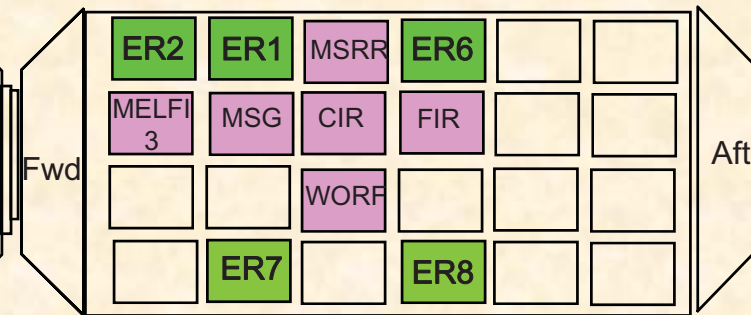 ER2 ER1 MSRR ER6
MELFI
3
MSG CIR FIR
Fwd
Aft
WORF
ER7 ER8